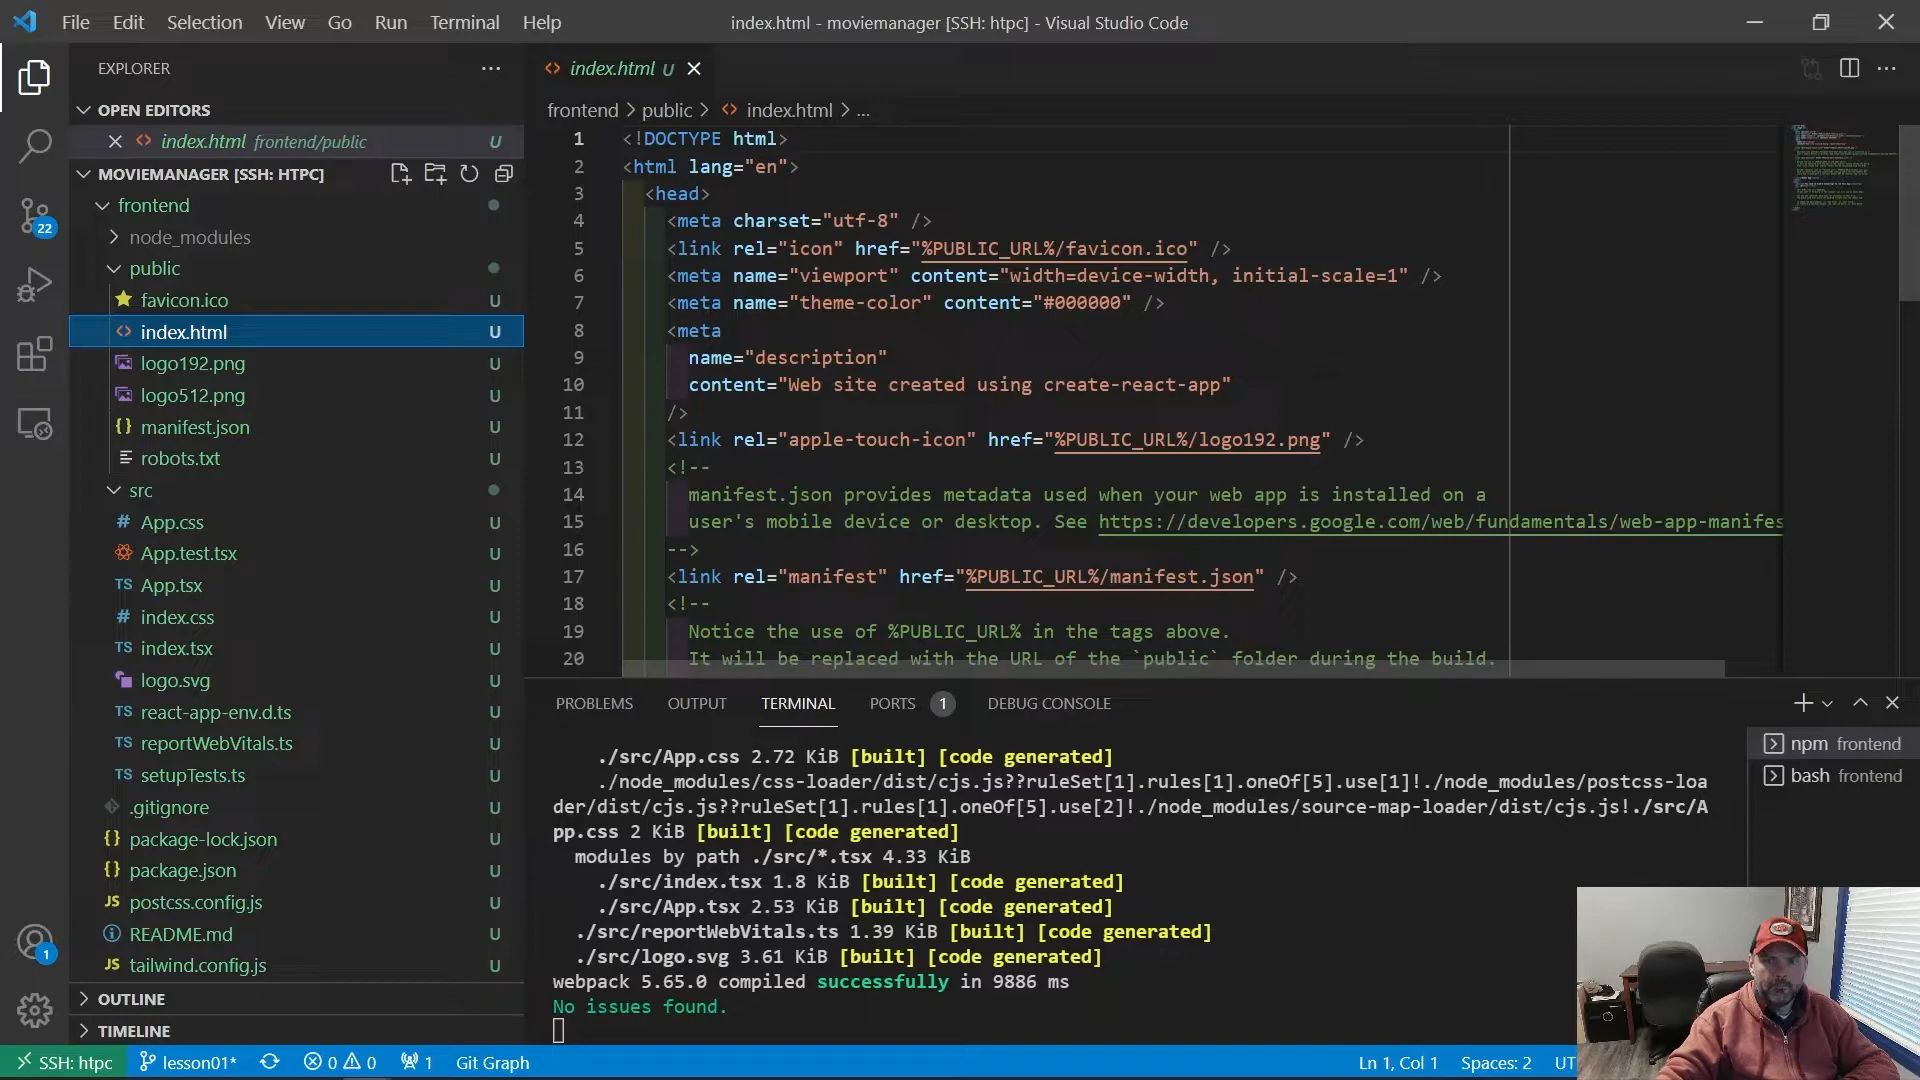 File Edit Selection View Go Run Terminal Help
index.html - moviemanager [SSH: htpc] - Visual Studio Code
EXPLORER
OPEN EDITORS
index.html frontend/public U
MOVIEMANAGER [SSH: HTPC]
frontend
node_modules
public
favicon.ico U
index.html U
logo192.png U
logo512.png U
manifest.json U
robots.txt U
src
App.css U
App.test.tsx U
App.tsx U
index.css U
index.tsx U
logo.svg U
react-app-env.d.ts U
reportWebVitals.ts U
setupTests.ts U
.gitignore U
package-lock.json U
package.json U
postcss.config.js U
README.md U
tailwind.config.js U
OUTLINE
TIMELINE
22
1
index.html U
frontend > public > index.html > ...
1 <!DOCTYPE html>
2 <html lang="en">
3 <head>
4 <meta charset="utf-8" />
5 <link rel="icon" href="%PUBLIC_URL%/favicon.ico" />
6 <meta name="viewport" content="width=device-width, initial-scale=1" />
7 <meta name="theme-color" content="#000000" />
8 <meta
9 name="description"
10 content="Web site created using create-react-app"
11 />
12 <link rel="apple-touch-icon" href="%PUBLIC_URL%/logo192.png" />
13 <!--
14 manifest.json provides metadata used when your web app is installed on a
15 user's mobile device or desktop. See https://developers.google.com/web/fundamentals/web-app-manifes
16 -->
17 <link rel="manifest" href="%PUBLIC_URL%/manifest.json" />
18 <!--
19 Notice the use of %PUBLIC_URL% in the tags above.
20 It will be replaced with the URL of the `public` folder during the build.
PROBLEMS OUTPUT TERMINAL PORTS 1 DEBUG CONSOLE
./src/App.css 2.72 KiB [built] [code generated]
./node_modules/css-loader/dist/cjs.js??ruleSet[1].rules[1].oneOf[5].use[1]!./node_modules/postcss-loa
der/dist/cjs.js??ruleSet[1].rules[1].oneOf[5].use[2]!./node_modules/source-map-loader/dist/cjs.js!./src/A
pp.css 2 KiB [built] [code generated]
modules by path ./src/*.tsx 4.33 KiB
./src/index.tsx 1.8 KiB [built] [code generated]
./src/App.tsx 2.53 KiB [built] [code generated]
./src/reportWebVitals.ts 1.39 KiB [built] [code generated]
./src/logo.svg 3.61 KiB [built] [code generated]
webpack 5.65.0 compiled successfully in 9886 ms
No issues found.
npm frontend
bash frontend
SSH: htpc lesson01* 0 0 1 Git Graph
Ln 1, Col 1 Spaces: 2 UT